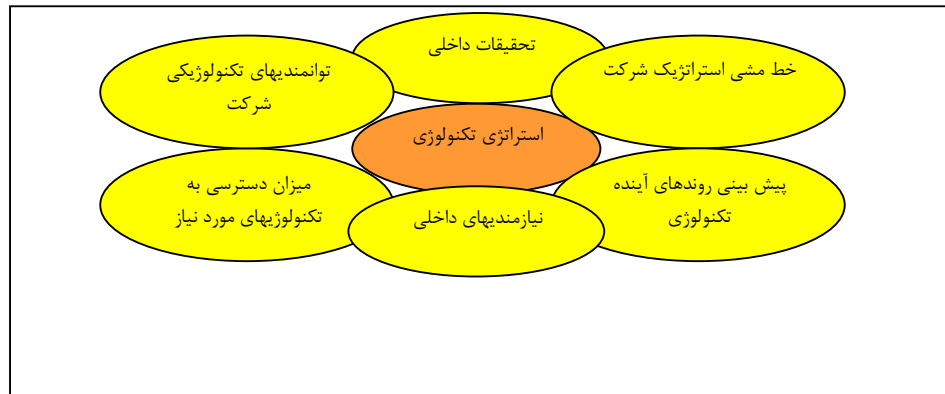 تحقیقات داخلی
خط مشی استراتژیک شرکت
توانمندیهای تکنولوژیکی
شرکت
استراتژی تکنولوژی
پیش بینی روندهای آینده
تکنولوژی
میزان دسترسی به
تکنولوژیهای مورد نیاز
نیازمندیهای داخلی